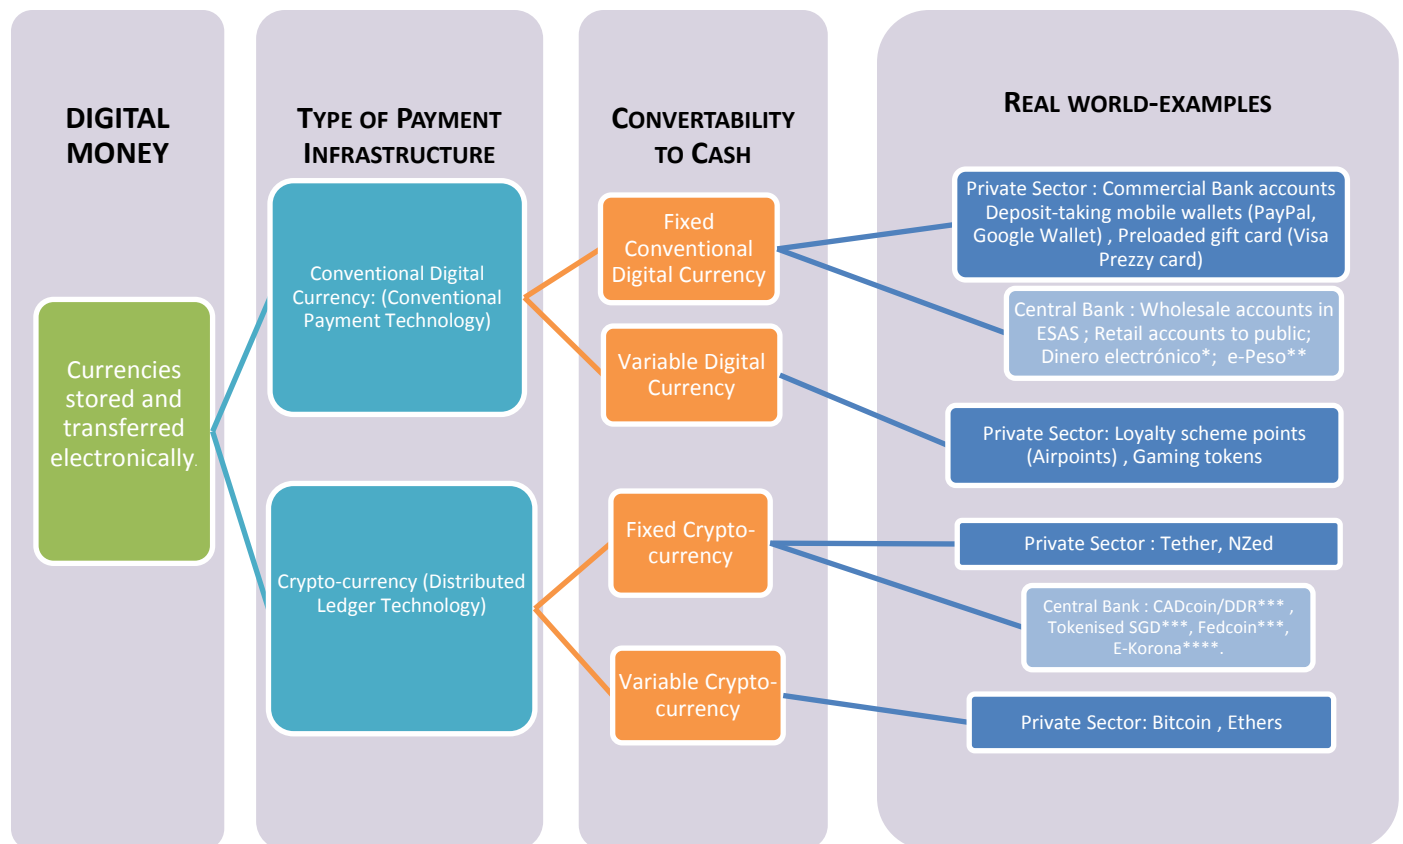 DIGITAL
MONEY
Currencies
stored and
transferred
electronically.
TYPE OF PAYMENT
INFRASTRUCTURE
Conventional Digital
Currency: (Conventional
Payment Technology)
Crypto-currency (Distributed
Ledger Technology)
CONVERTABILITY
TO CASH
Fixed
Conventional
Digital Currency
Variable Digital
Currency
Fixed Crypto-
currency
Variable Crypto-
currency
REAL WORLD-EXAMPLES
Private Sector : Commercial Bank accounts
Deposit-taking mobile wallets (PayPal,
Google Wallet) , Preloaded gift card (Visa
Prezzy card)
Central Bank : Wholesale accounts in
ESAS ; Retail accounts to public;
Dinero electrónico*; e-Peso**
Private Sector: Loyalty scheme points
(Airpoints) , Gaming tokens
Private Sector : Tether, NZed
Central Bank : CADcoin/DDR*** ,
Tokenised SGD***, Fedcoin***,
E-Korona****.
Private Sector: Bitcoin , Ethers